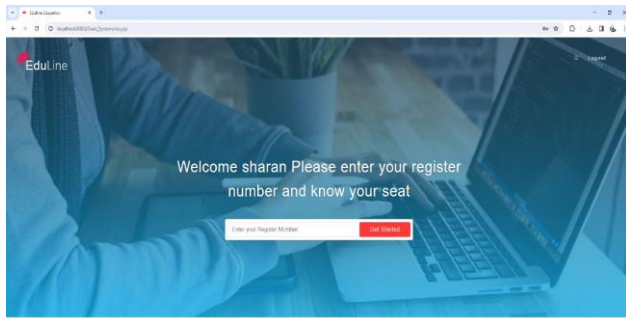 Eduline Education
EduLine
Logout
Welcome sharan Please enter your register
number and know your seat
Enter your Register Number
Get Started